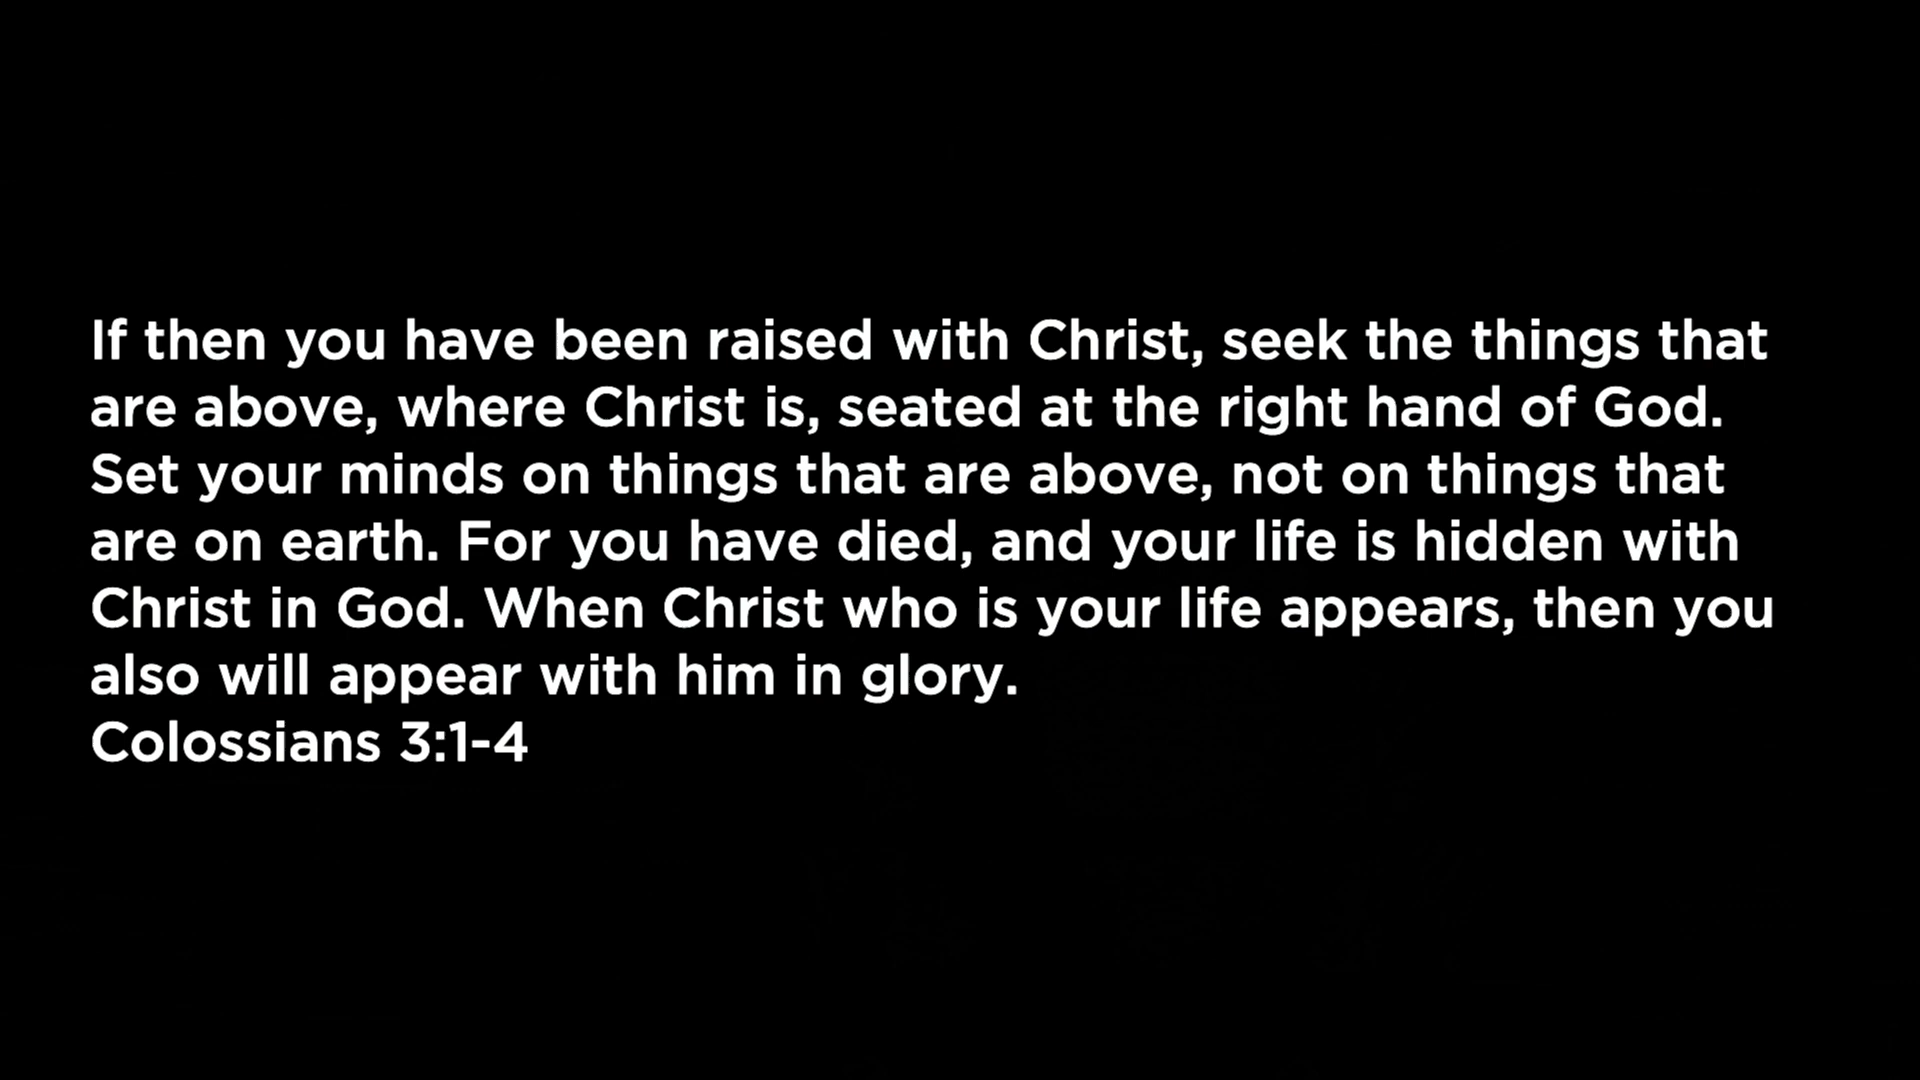 If then you have been raised with Christ, seek the things that
are above, where Christ is, seated at the right hand of God.
Set your minds on things that are above, not on things that
are on earth. For you have died, and your life is hidden with
Christ in God. When Christ who is your life appears, then you
also will appear with him in glory.
Colossians 3:1-4